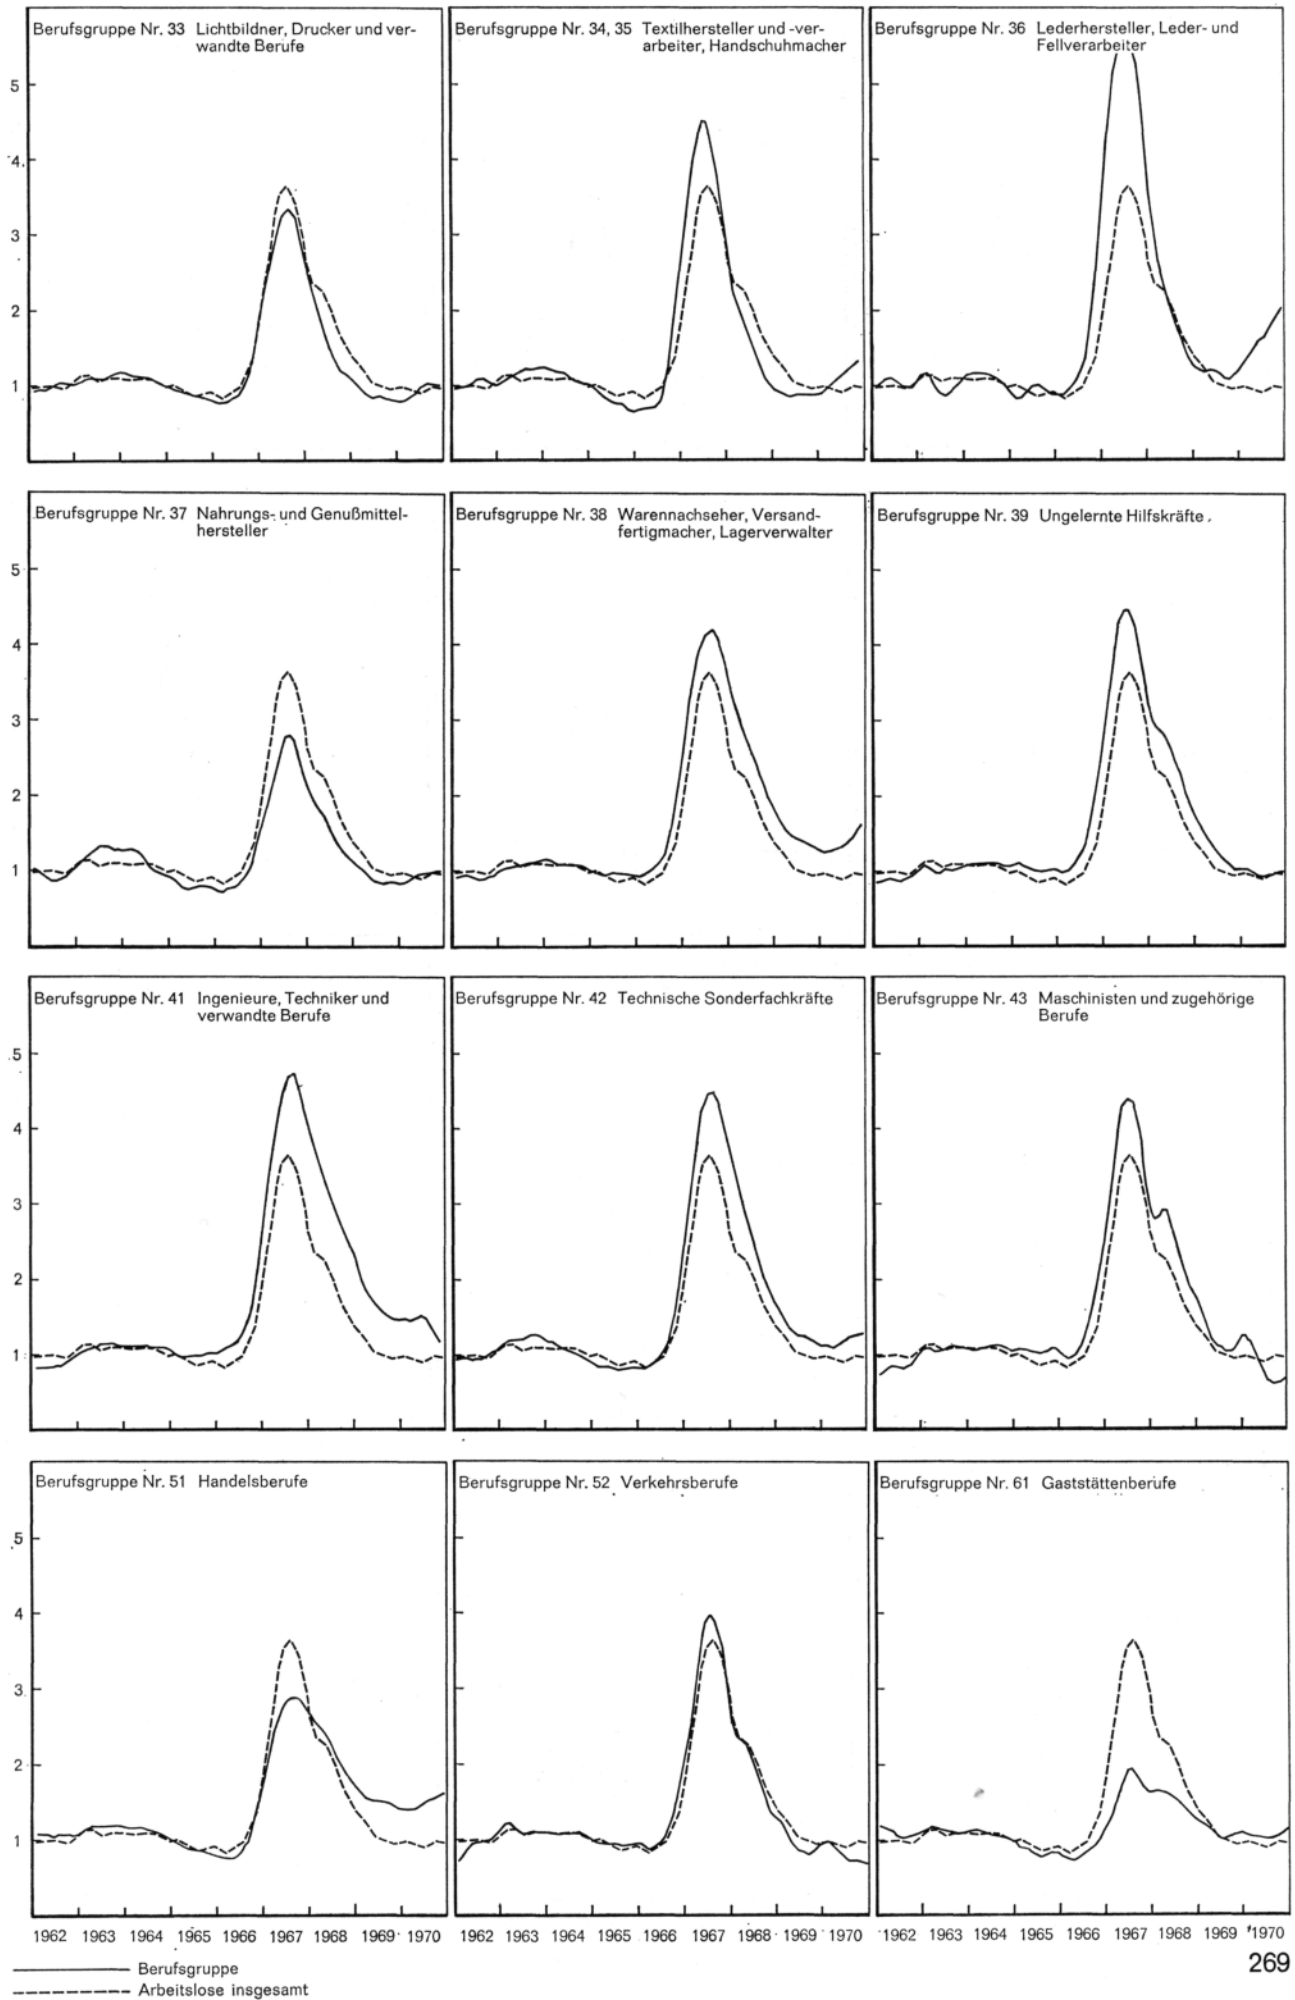 Berufsgruppe Nr. 33 Lichtbildner, Drucker und ver-
wandte Berufe
Berufsgruppe Nr. 34, 35 Textilhersteller und -ver-
arbeiter, Handschuhmacher
Berufsgruppe Nr. 36 Lederhersteller, Leder- und
Fellverarbeiter
5
4
3
2
1
Berufsgruppe Nr. 37 Nahrungs- und Genußmittel-
hersteller
Berufsgruppe Nr. 38 Warennachseher, Versand-
fertigmacher, Lagerverwalter
Berufsgruppe Nr. 39 Ungelernte Hilfskräfte
5
4
3
2
1
Berufsgruppe Nr. 41 Ingenieure, Techniker und
verwandte Berufe
Berufsgruppe Nr. 42 Technische Sonderfachkräfte
Berufsgruppe Nr. 43 Maschinisten und zugehörige
Berufe
5
4
3
2
1
Berufsgruppe Nr. 51 Handelsberufe
Berufsgruppe Nr. 52 Verkehrsberufe
Berufsgruppe Nr. 61 Gaststättenberufe
5
4
3
2
1
1962 1963 1964 1965 1966 1967 1968 1969 1970
1962 1963 1964 1965 1966 1967 1968 1969 1970
1962 1963 1964 1965 1966 1967 1968 1969 1970
Berufsgruppe
Arbeitslose insgesamt
269